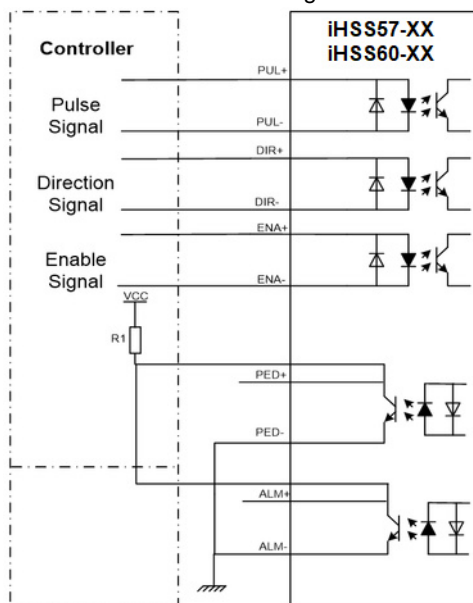 iHSS57-XX
iHSS60-XX
Controller
PUL+
Pulse
Signal
PUL-
DIR+
Direction
Signal
DIR-
ENA+
Enable
Signal
ENA-
VCC
R1
PED+
PED-
ALM+
ALM-